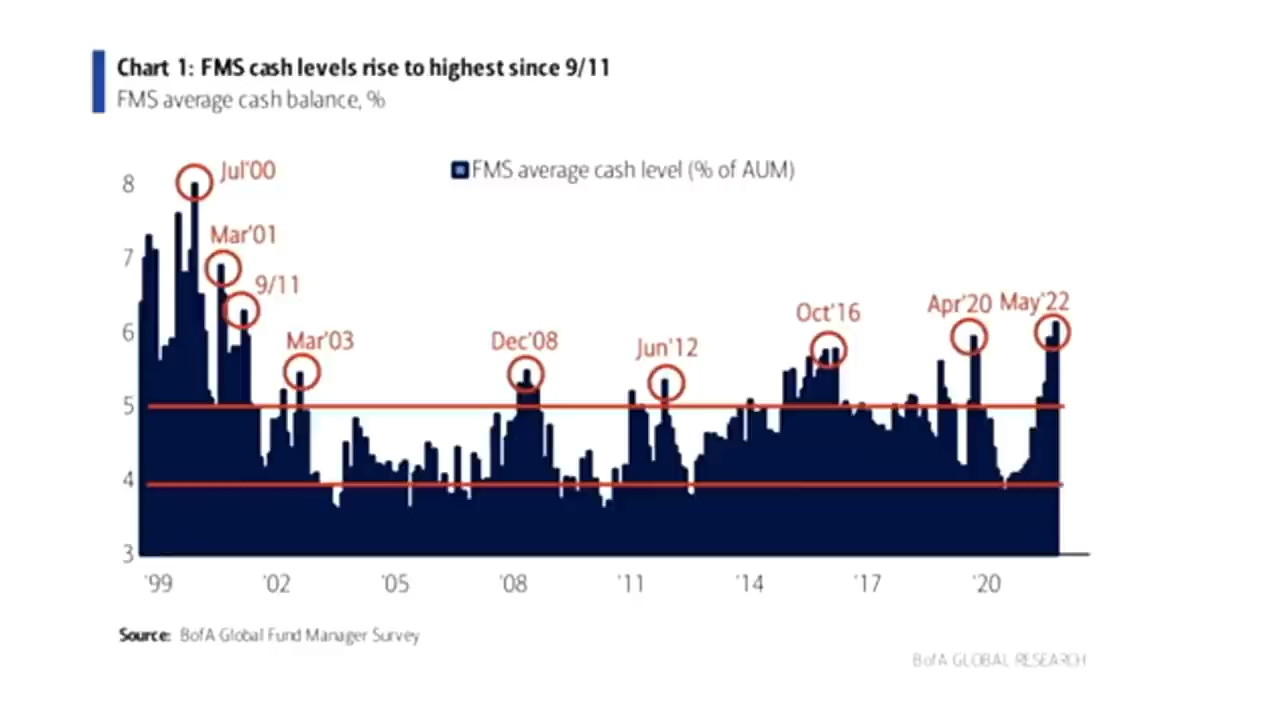 Chart 1: FMS cash levels rise to highest since 9/11
FMS average cash balance, %
FMS average cash level (% of AUM)
8
7
6
5
4
3
Jul'00
Mar'01
9/11
Mar'03
Dec'08
Jun'12
Oct'16
Apr'20
May'22
'99
'02
'05
'08
'11
'14
'17
'20
Source: BofA Global Fund Manager Survey
BofA GLOBAL RESEARCH